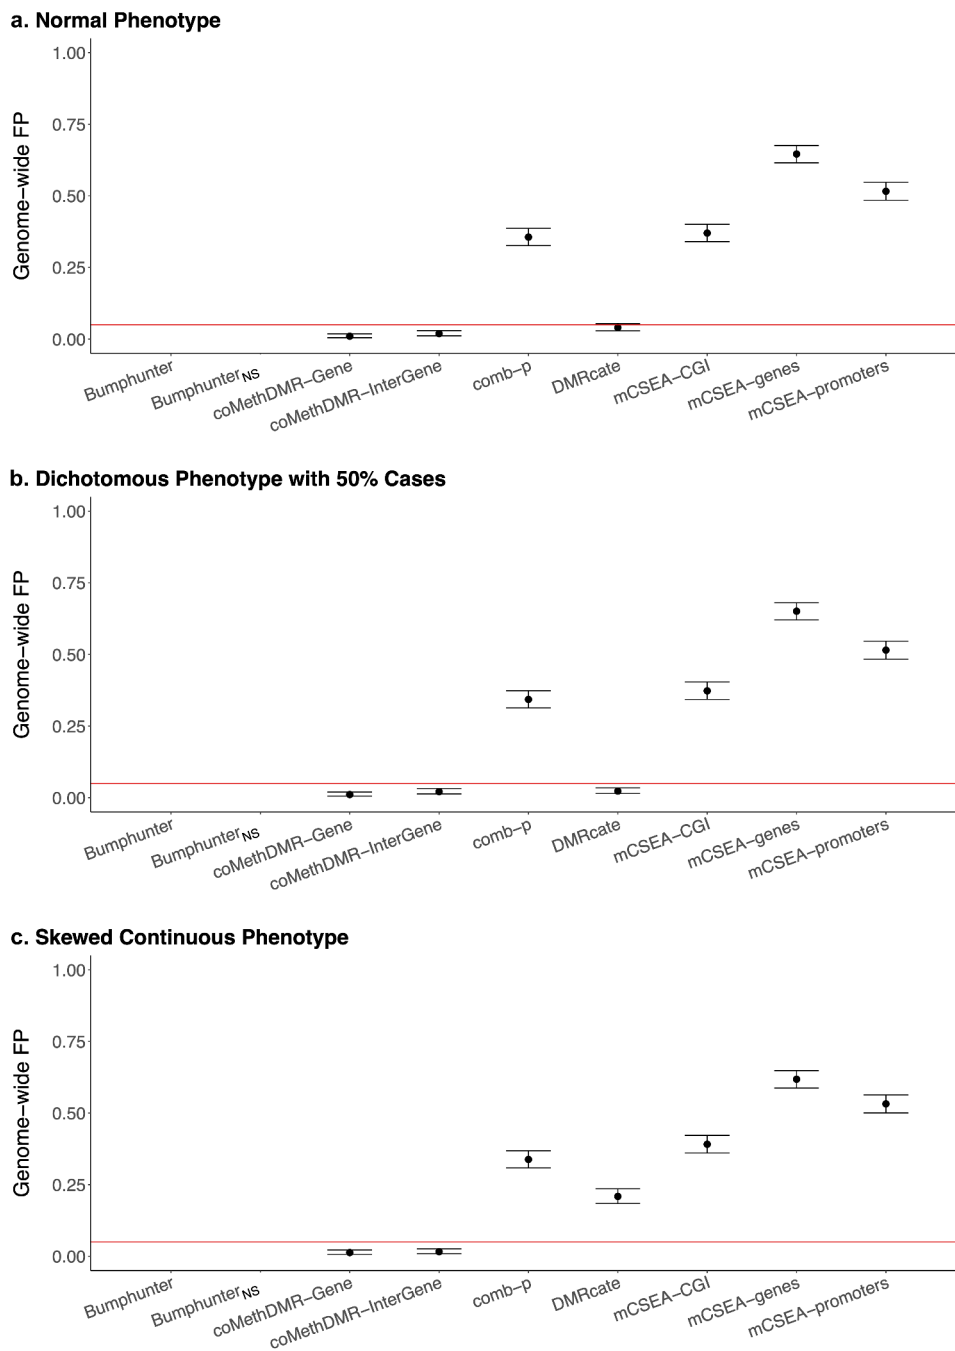 a. Normal Phenotype
1.00
0.75
0.50
0.25
0.00
Genome−wide FP
Bumphunter
BumphunterNS
coMethDMR−Gene
coMethDMR−InterGene
comb−p
DMRcate
mCSEA−CGI
mCSEA−genes
mCSEA−promoters
b. Dichotomous Phenotype with 50% Cases
1.00
0.75
0.50
0.25
0.00
Genome−wide FP
Bumphunter
BumphunterNS
coMethDMR−Gene
coMethDMR−InterGene
comb−p
DMRcate
mCSEA−CGI
mCSEA−genes
mCSEA−promoters
c. Skewed Continuous Phenotype
1.00
0.75
0.50
0.25
0.00
Genome−wide FP
Bumphunter
BumphunterNS
coMethDMR−Gene
coMethDMR−InterGene
comb−p
DMRcate
mCSEA−CGI
mCSEA−genes
mCSEA−promoters